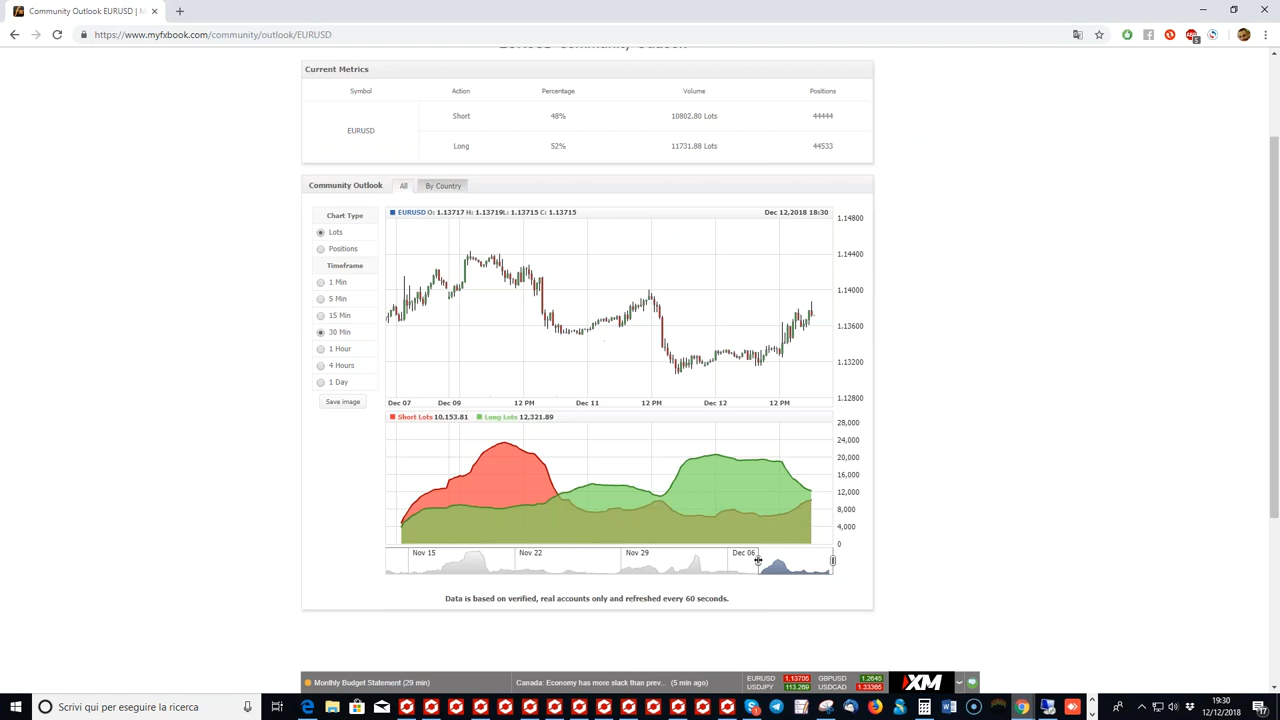 Community Outlook EURUSD | M
https://www.myfxbook.com/community/outlook/EURUSD
Current Metrics
Symbol Action Percentage Volume Positions
EURUSD
Short 48% 10802.80 Lots 44444
Long 52% 11731.88 Lots 44533
Community Outlook All By Country
Chart Type
Lots
Positions
Timeframe
1 Min
5 Min
15 Min
30 Min
1 Hour
4 Hours
1 Day
Save image
EURUSD O: 1.13717 H: 1.13719L: 1.13715 C: 1.13715 Dec 12,2018 18:30
1.14800
1.14400
1.14000
1.13600
1.13200
1.12800
Dec 07 Dec 09 12 PM Dec 11 12 PM Dec 12 12 PM
Short Lots 10,153.81 Long Lots 12,321.89
28,000
24,000
20,000
16,000
12,000
8,000
4,000
0
Nov 15 Nov 22 Nov 29 Dec 06
Data is based on verified, real accounts only and refreshed every 60 seconds.
Monthly Budget Statement (29 min) Canada: Economy has more slack than prev... (5 min ago)
EURUSD 1.13706 GBPUSD 1.2645
USDJPY 113.269 USDCAD 1.33365
XM
Scrivi qui per eseguire la ricerca
19:30
12/12/2018